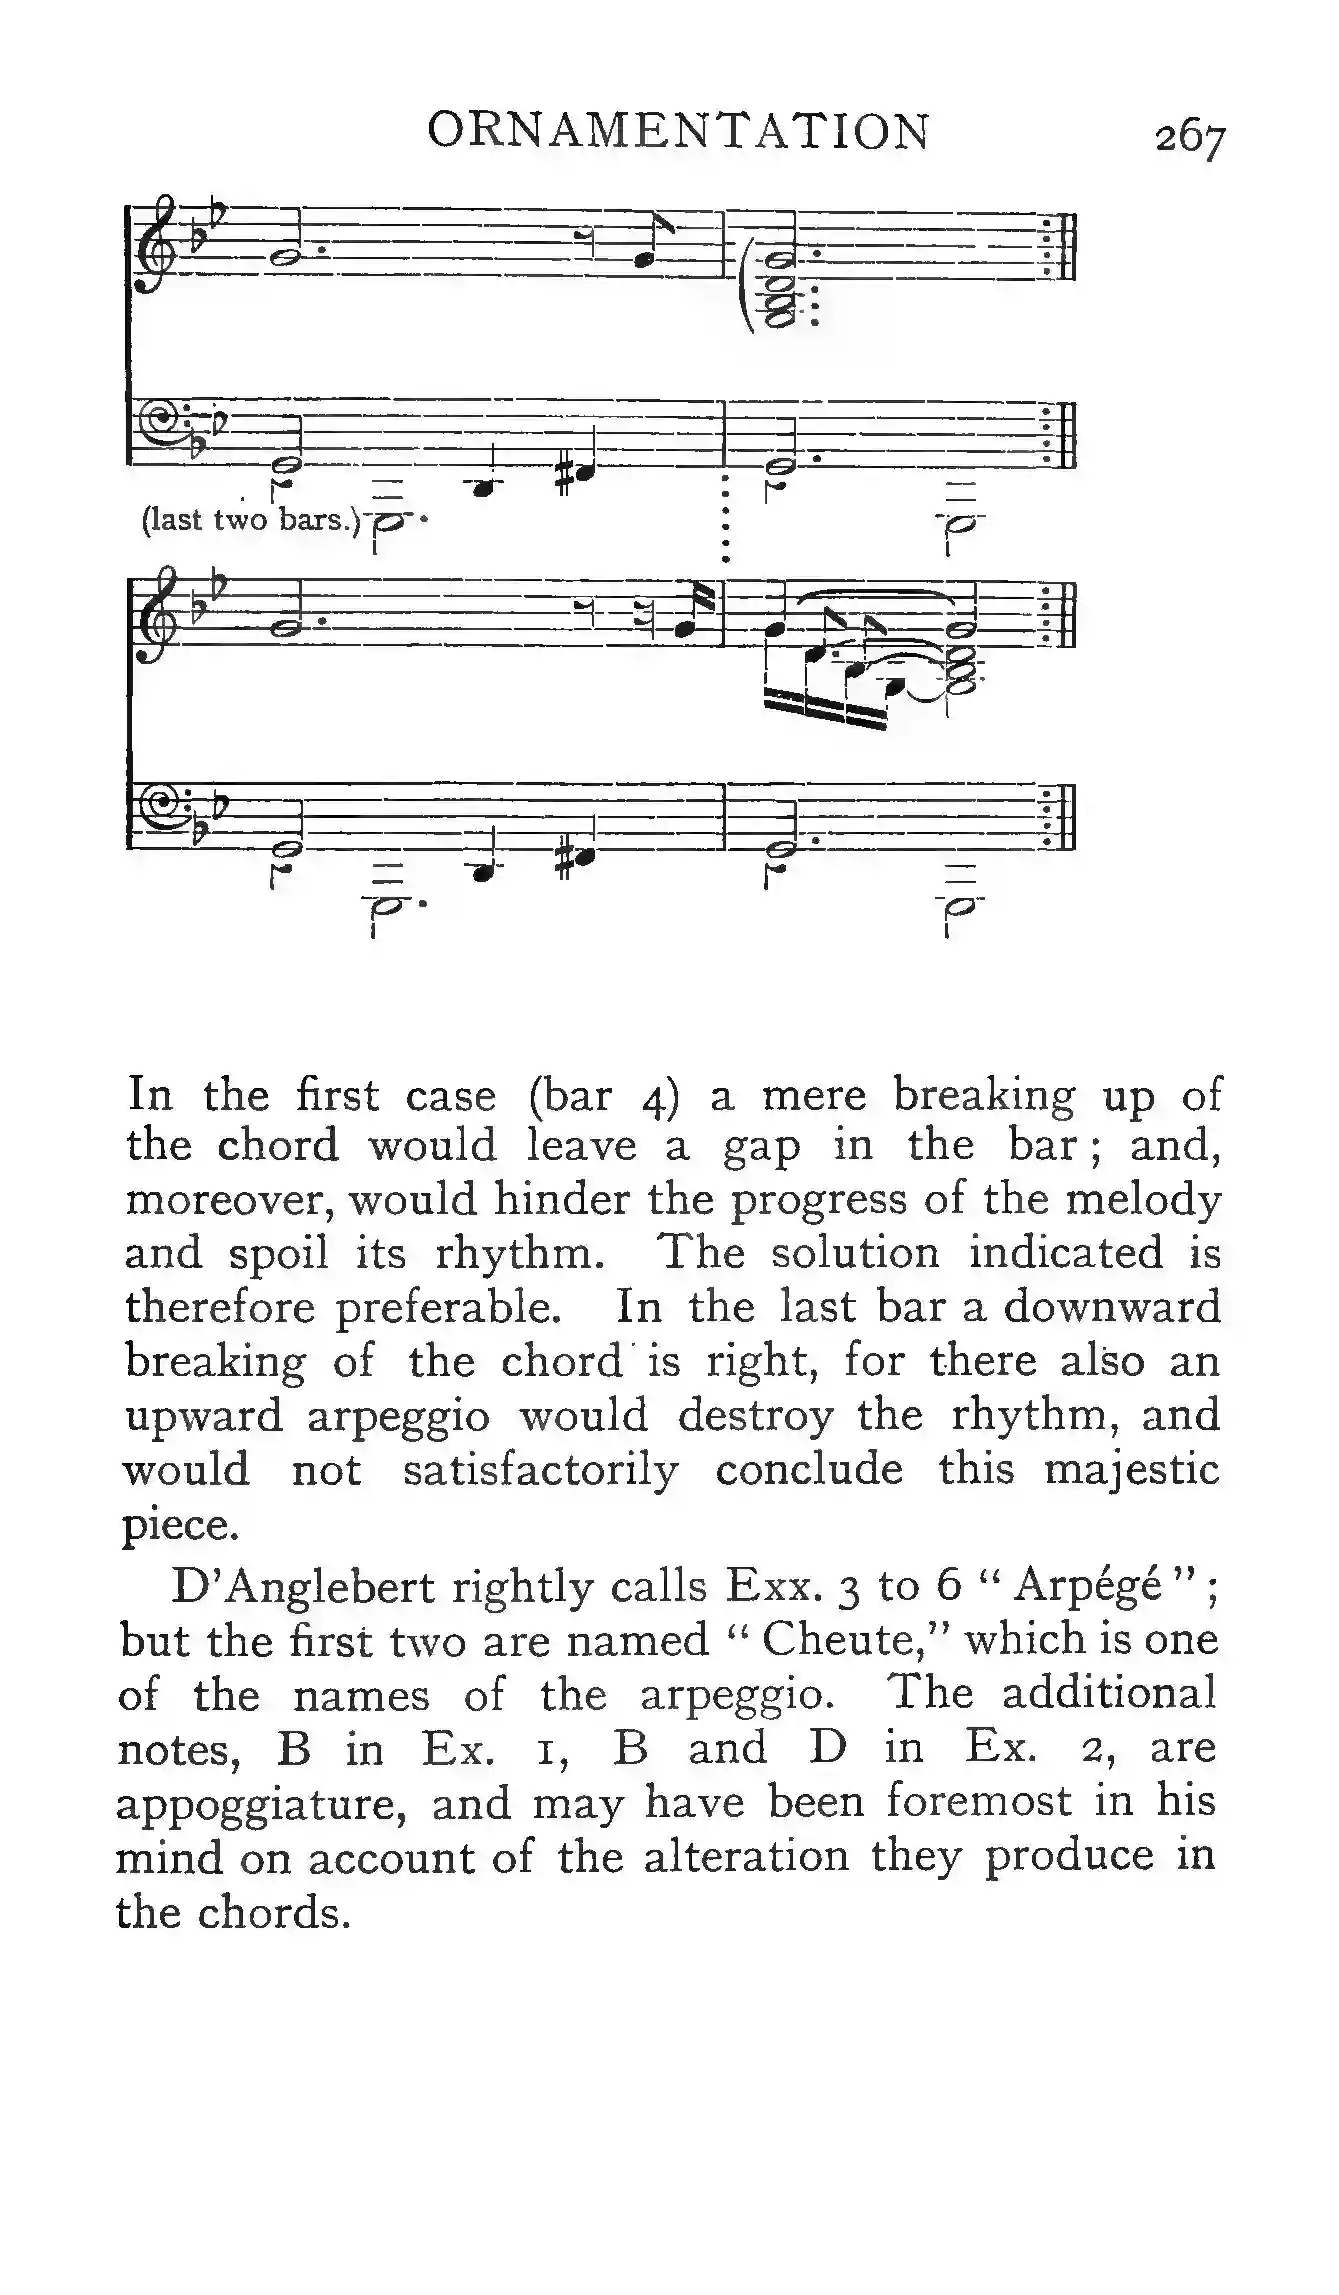 ORNAMENTATION 267
(last two bars.)
In the first case (bar 4) a mere breaking up of
the chord would leave a gap in the bar; and,
moreover, would hinder the progress of the melody
and spoil its rhythm. The solution indicated is
therefore preferable. In the last bar a downward
breaking of the chord is right, for there also an
upward arpeggio would destroy the rhythm, and
would not satisfactorily conclude this majestic
piece.
D’Anglebert rightly calls Exx. 3 to 6 “ Arpégé ” ;
but the first two are named “ Cheute,” which is one
of the names of the arpeggio. The additional
notes, B in Ex. 1, B and D in Ex. 2, are
appoggiature, and may have been foremost in his
mind on account of the alteration they produce in
the chords.